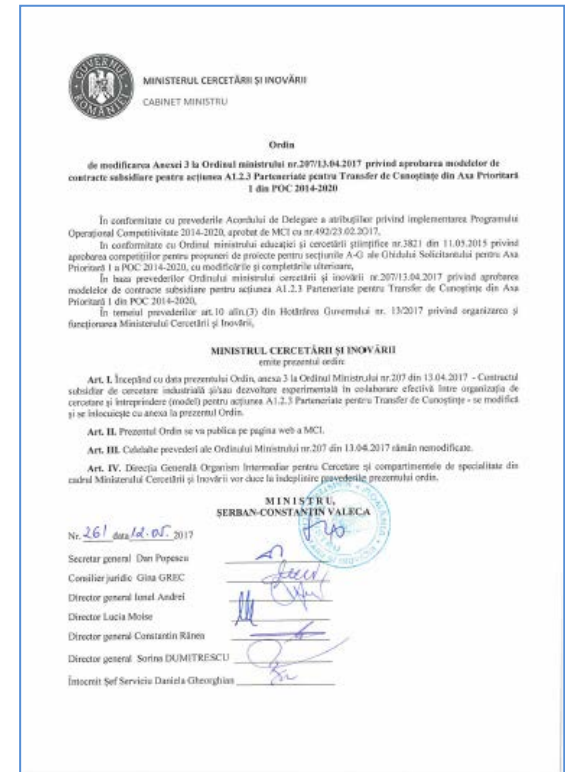 GUVERNUL ROMÂNIEI
MINISTERUL CERCETĂRII ȘI INOVĂRII
CABINET MINISTRU
Ordin
de modificarea Anexei 3 la Ordinul ministrului nr.207/13.04.2017 privind aprobarea modelelor de
contracte subsidiare pentru acțiunea A1.2.3 Parteneriate pentru Transfer de Cunoștințe din Axa Prioritară
1 din POC 2014-2020
În conformitate cu prevederile Acordului de Delegare a atribuțiilor privind implementarea Programului
Operațional Competitivitate 2014-2020, aprobat de MCI cu nr.492/23.02.2017,
În conformitate cu Ordinul ministrului educației și cercetării științifice nr.3821 din 11.05.2015 privind
aprobarea competițiilor pentru propuneri de proiecte pentru secțiunile A-G ale Ghidului Solicitantului pentru Axa
Prioritară 1 a POC 2014-2020, cu modificările și completările ulterioare,
În baza prevederilor Ordinului ministrului cercetării și inovării nr.207/13.04.2017 privind aprobarea
modelelor de contracte subsidiare pentru acțiunea A1.2.3 Parteneriate pentru Transfer de Cunoștințe din Axa
Prioritară 1 din POC 2014-2020,
În temeiul prevederilor art.10 alin.(3) din Hotărârea Guvernului nr. 13/2017 privind organizarea și
funcționarea Ministerului Cercetării și Inovării,
MINISTRUL CERCETĂRII ȘI INOVĂRII
emite prezentul ordin:
Art. I. Începând cu data prezentului Ordin, anexa 3 la Ordinul Ministrului nr.207 din 13.04.2017 - Contractul
subsidiar de cercetare industrială și/sau dezvoltare experimentală în colaborare efectivă între organizația de
cercetare și întreprindere (model) pentru acțiunea A1.2.3 Parteneriate pentru Transfer de Cunoștințe - se modifică
și se înlocuiește cu anexa la prezentul Ordin.
Art. II. Prezentul Ordin se va publica pe pagina web a MCI.
Art. III. Celelalte prevederi ale Ordinului Ministrului nr.207 din 13.04.2017 rămân nemodificate.
Art. IV. Direcția Generală Organism Intermediar pentru Cercetare și compartimentele de specialitate din
cadrul Ministerului Cercetării și Inovării vor duce la îndeplinire prevederile prezentului ordin.
MINISTRU,
ȘERBAN-CONSTANTIN VALECA
Nr. 261 data 12.05. 2017
Secretar general Dan Popescu
Consilier juridic Gina GREC
Director general Ionel Andrei
Director Lucia Moise
Director general Constantin Rânea
Director general Sorina DUMITRESCU
Întocmit Șef Serviciu Daniela Gheorghian